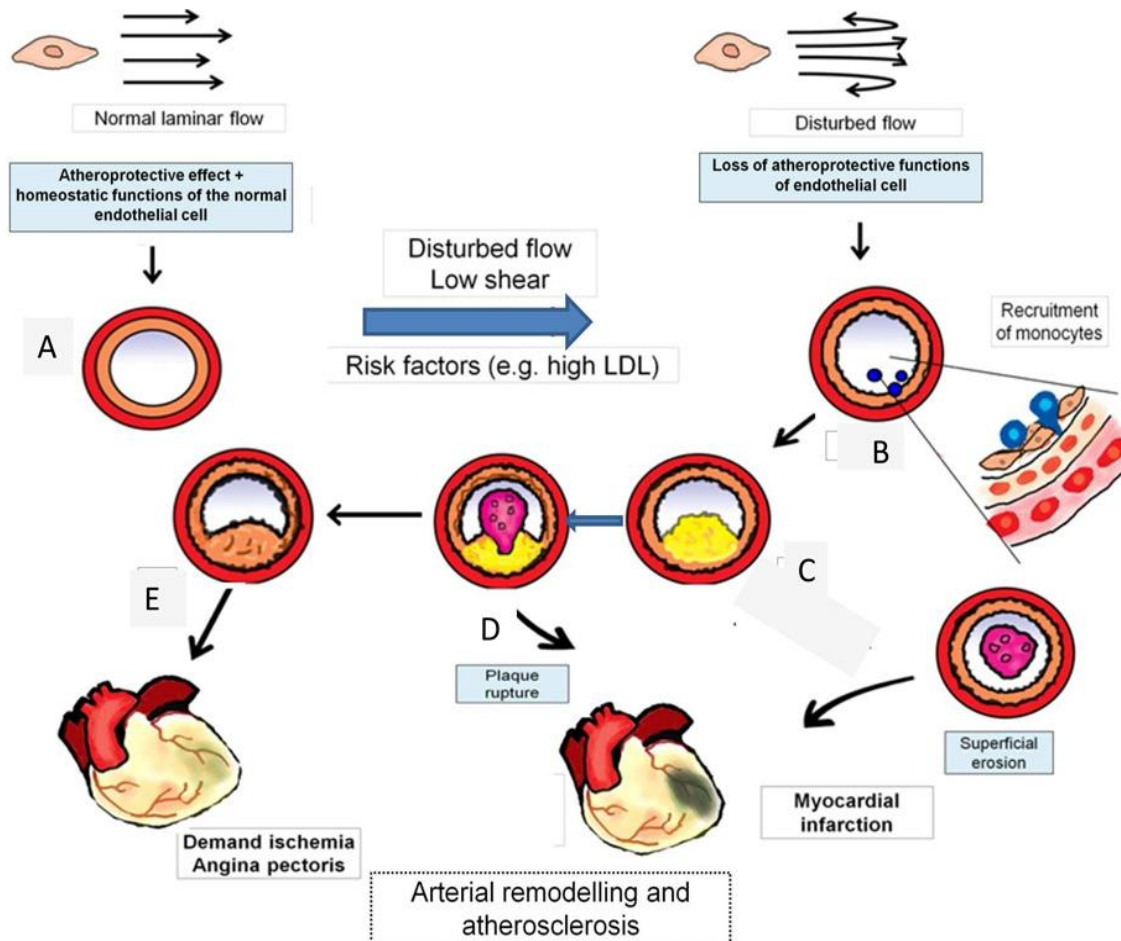 Normal laminar flow
Disturbed flow
Atheroprotective effect +
homeostatic functions of the normal
endothelial cell
Loss of atheroprotective functions
of endothelial cell
Disturbed flow
Low shear
Risk factors (e.g. high LDL)
Recruitment
of monocytes
A
B
C
D
E
Plaque
rupture
Superficial
erosion
Myocardial
infarction
Demand ischemia
Angina pectoris
Arterial remodelling and
atherosclerosis